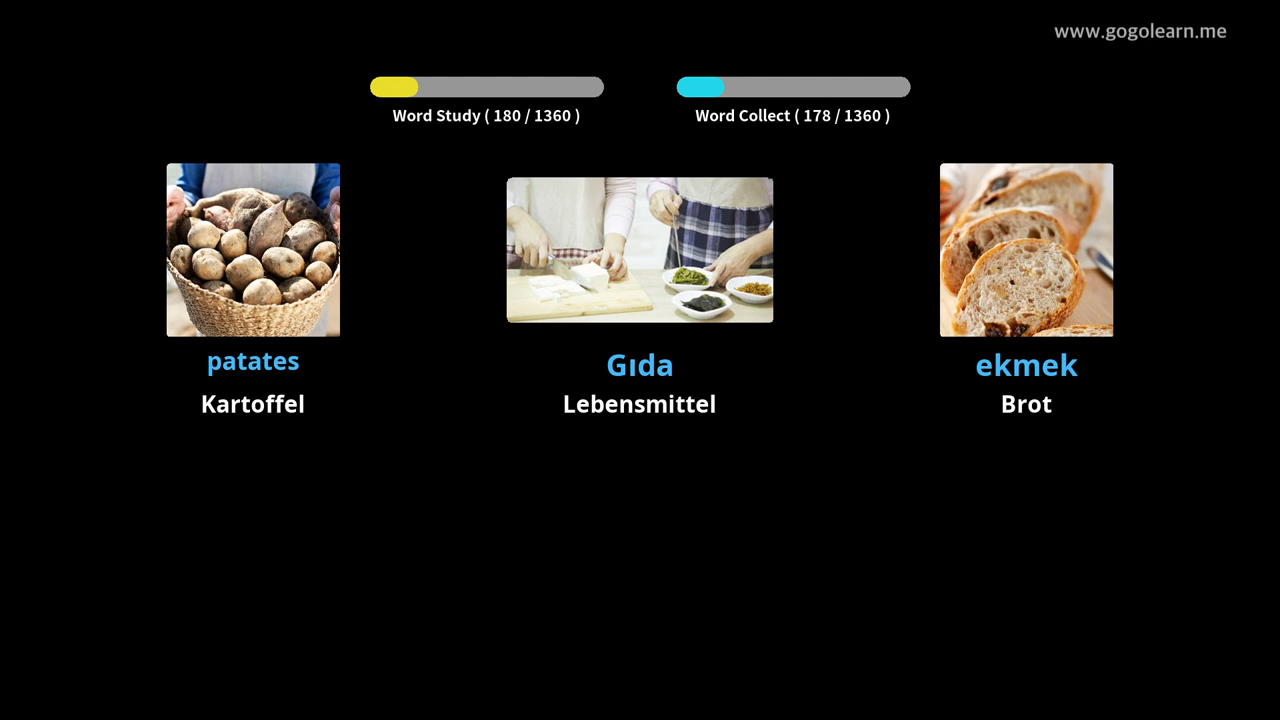 www.gogolearn.me
Word Study ( 180 / 1360 )
Word Collect ( 178 / 1360 )
patates
Kartoffel
Gıda
Lebensmittel
ekmek
Brot